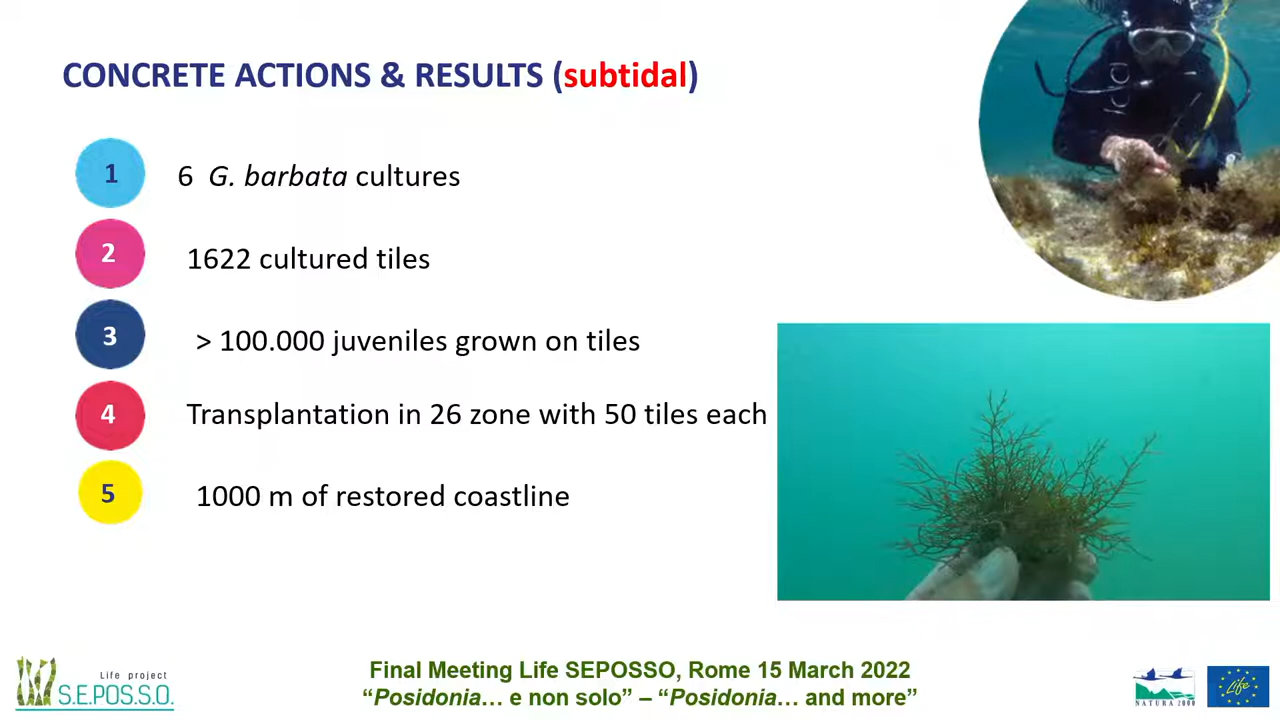 CONCRETE ACTIONS & RESULTS (subtidal)
1 6 G. barbata cultures
2 1622 cultured tiles
3 > 100.000 juveniles grown on tiles
4 Transplantation in 26 zone with 50 tiles each
5 1000 m of restored coastline
Life project
S.E.POS.S.O.
Final Meeting Life SEPOSSO, Rome 15 March 2022
“Posidonia… e non solo” – “Posidonia… and more”
NATURA 2000
Life